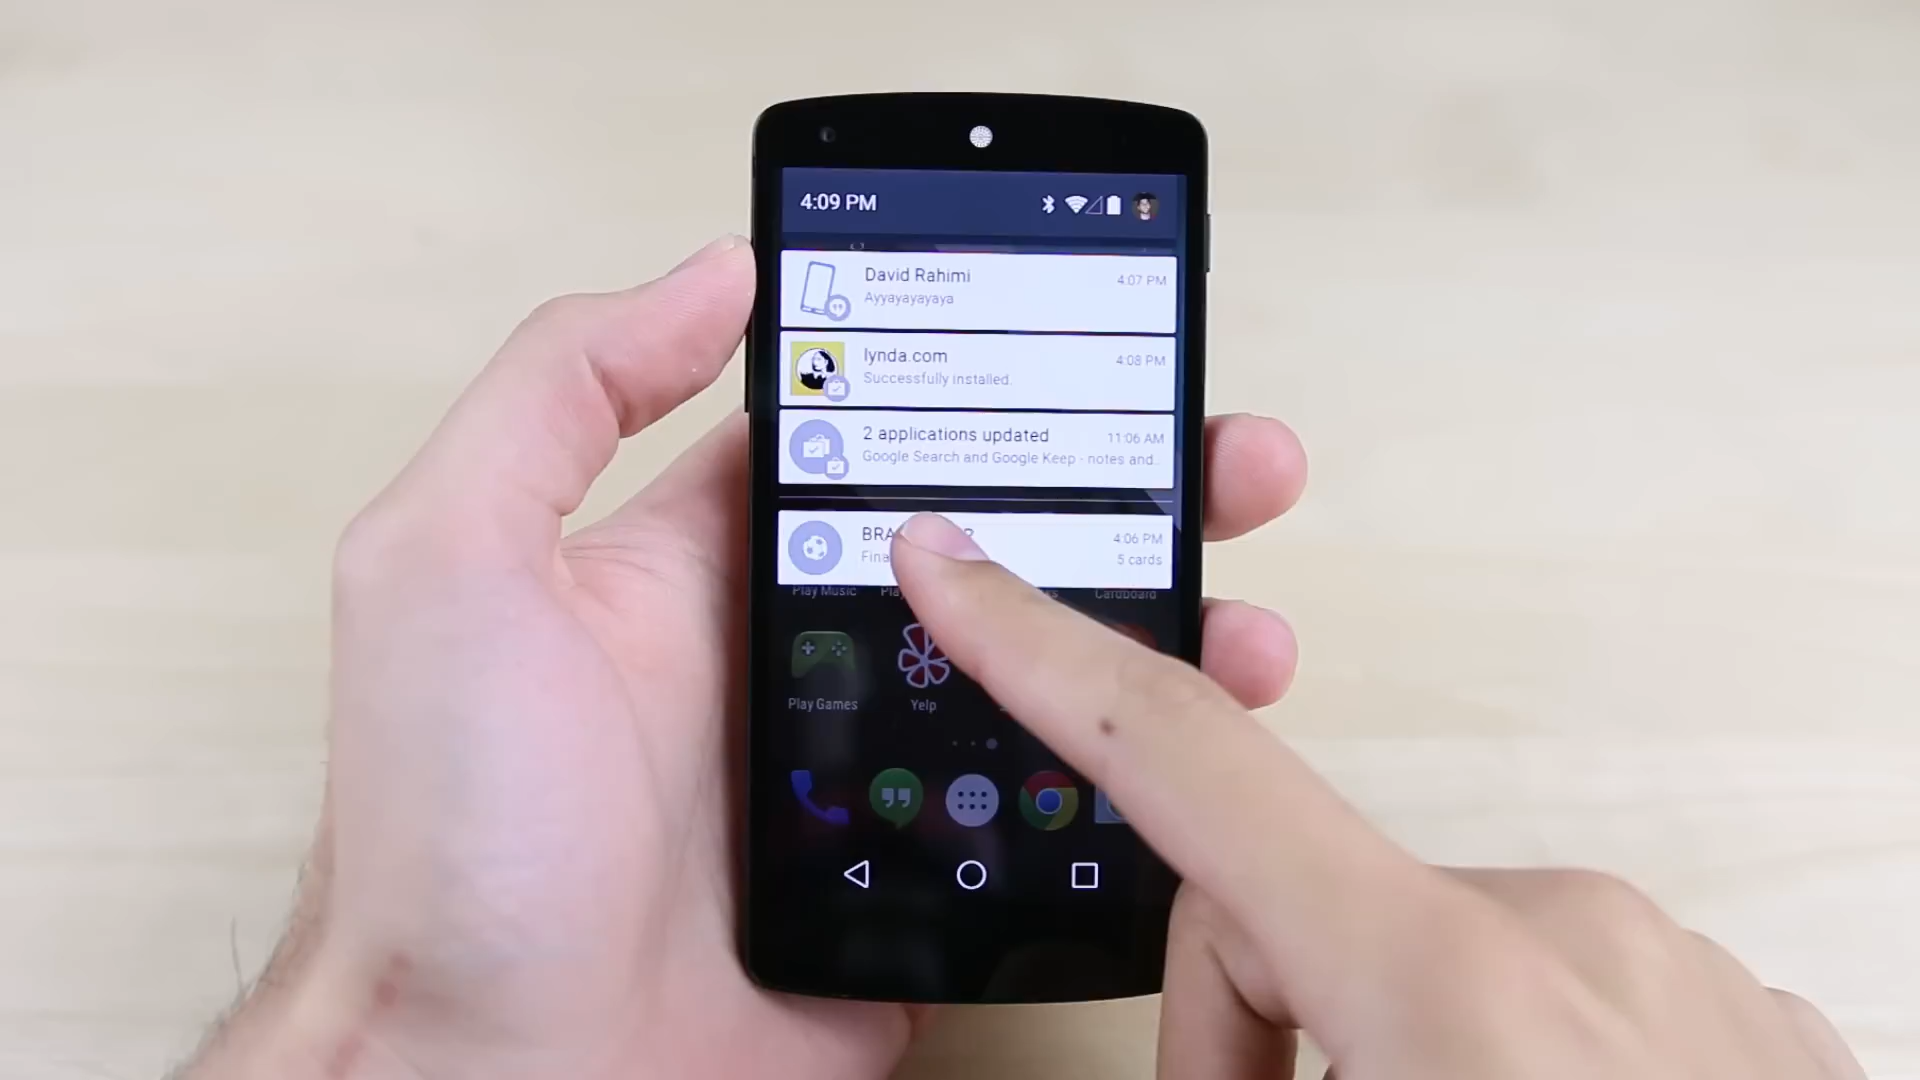 4:09 PM
David Rahimi
4:07 PM
Ayyayayayaya
lynda.com
4:08 PM
Successfully installed.
2 applications updated
11:06 AM
Google Search and Google Keep - notes and..
4:06 PM
5 cards
Play Music
Cardboard
Play Games
Yelp